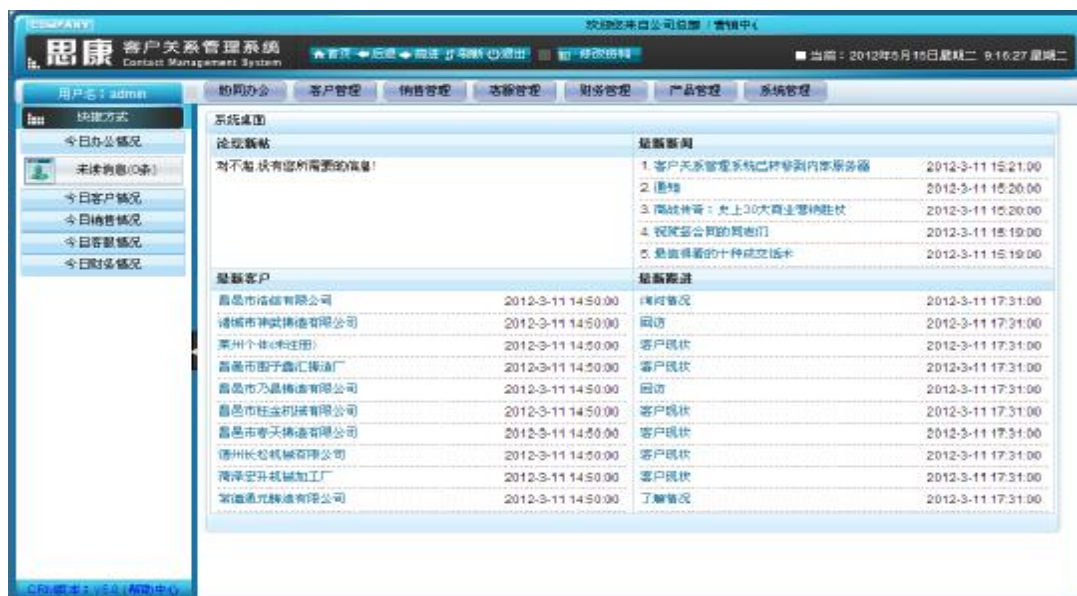 COMPANY
欢迎您来自公司总部 / 营销中心
思康 客户关系管理系统
Contact Management System
首页 后退 前进 刷新 退出 修改资料
当前：2012年5月15日星期二 9:16:27 星期二
用户名：admin
协同办公 客户管理 销售管理 客服管理 财务管理 产品管理 系统管理
快捷方式
今日办公情况
未读消息(0条)
今日客户情况
今日销售情况
今日客服情况
今日财务情况
系统桌面
论坛新帖
对不起,没有您所需要的信息!
最新新闻
1. 客户关系管理系统已转移到内部服务器 2012-3-11 15:21:00
2. 通知 2012-3-11 15:20:00
3. 商战传奇：史上30大商业营销胜仗 2012-3-11 15:20:00
4. 祝贺签合同的同志们 2012-3-11 15:19:00
5. 最值得看的十种成交话术 2012-3-11 15:19:00
最新客户
昌邑市浩信有限公司 2012-3-11 14:50:00
诸城市神武铸造有限公司 2012-3-11 14:50:00
莱州个体(未注册) 2012-3-11 14:50:00
昌邑市围子鑫汇铸造厂 2012-3-11 14:50:00
昌邑市乃昌铸造有限公司 2012-3-11 14:50:00
昌邑市旺金机械有限公司 2012-3-11 14:50:00
昌邑市春天铸造有限公司 2012-3-11 14:50:00
长松机械有限公司 2012-3-11 14:50:00
菏泽宏升机械加工厂 2012-3-11 14:50:00
通元铸造有限公司 2012-3-11 14:50:00
最新跟进
询问情况 2012-3-11 17:31:00
回访 2012-3-11 17:31:00
客户现状 2012-3-11 17:31:00
客户现状 2012-3-11 17:31:00
回访 2012-3-11 17:31:00
客户现状 2012-3-11 17:31:00
客户现状 2012-3-11 17:31:00
客户现状 2012-3-11 17:31:00
客户现状 2012-3-11 17:31:00
了解情况 2012-3-11 17:31:00
CRM版本：v5.0 [帮助中心]